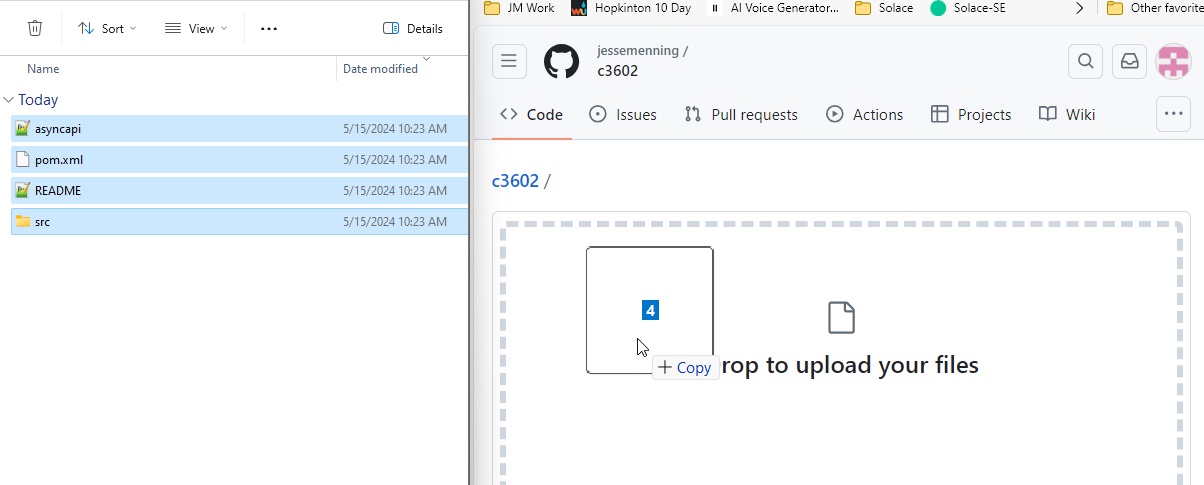 Sort
View
Details
Name
Date modified
Today
asyncapi
5/15/2024 10:23 AM
pom.xml
5/15/2024 10:23 AM
README
5/15/2024 10:23 AM
src
5/15/2024 10:23 AM
JM Work
Hopkinton 10 Day
AI Voice Generator...
Solace
Solace-SE
Other favorite
jessemenning /
c3602
Code
Issues
Pull requests
Actions
Projects
Wiki
c3602 /
4
+ Copy
rop to upload your files